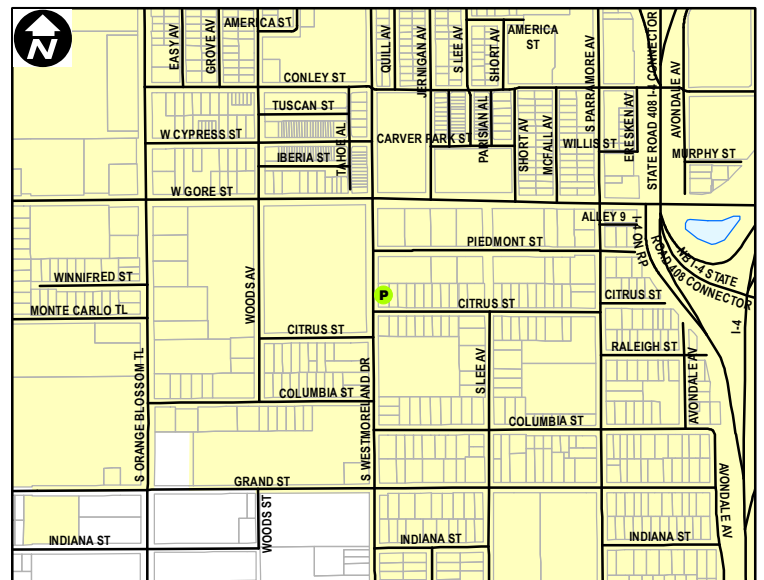 N
AMERICA ST
EASY AV
GROVE AV
QUILL AV
JERNIGAN AV
S LEE AV
SHORT AV
AMERICA
ST
S PARRAMORE AV
STATE ROAD 408 I-4 CONNECTOR
AVONDALE AV
CONLEY ST
TUSCAN ST
W CYPRESS ST
TAHOE AL
CARVER PARK ST
PARISIAN AL
SHORT AV
MCFALL AV
WILLIS ST
ERESKEN AV
MURPHY ST
IBERIA ST
W GORE ST
ALLEY 9
I-4 ON RP
PIEDMONT ST
NB I-4 STATE
ROAD 408 CONNECTOR
WINNIFRED ST
WOODS AV
P
CITRUS ST
CITRUS ST
MONTE CARLO TL
CITRUS ST
I-4
RALEIGH ST
S ORANGE BLOSSOM TL
S WESTMORELAND DR
S LEE AV
AVONDALE AV
COLUMBIA ST
COLUMBIA ST
GRAND ST
AVONDALE AV
WOODS ST
INDIANA ST
INDIANA ST
INDIANA ST